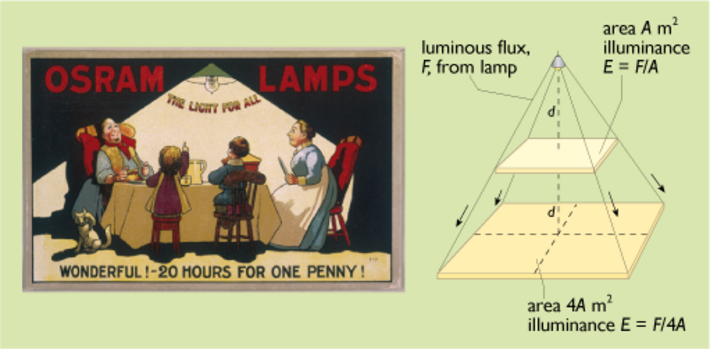 OSRAM LAMPS
THE LIGHT FOR ALL
WONDERFUL!-20 HOURS FOR ONE PENNY!
luminous flux,
F, from lamp
area A m²
illuminance
E = F/A
d
d
area 4A m²
illuminance E = F/4A